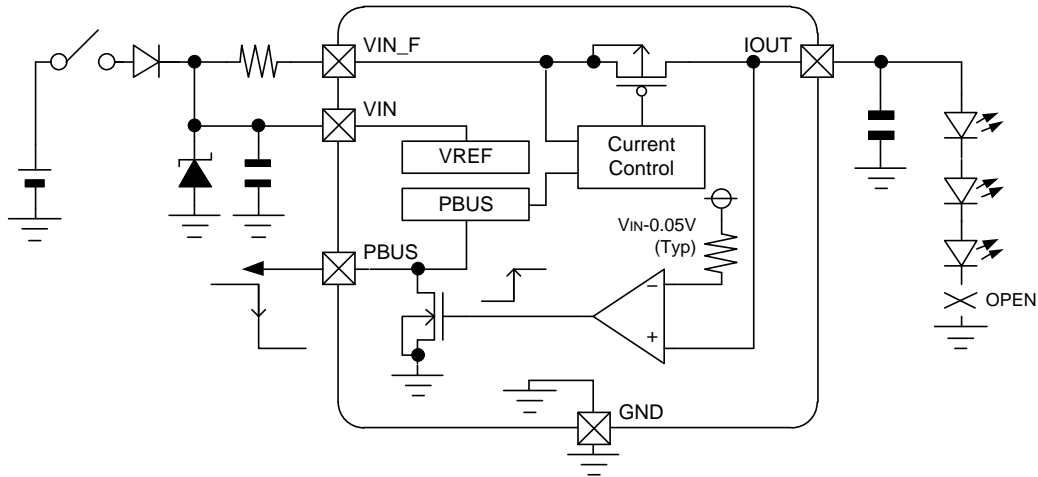 VIN_F
IOUT
VIN
VREF
Current
Control
PBUS
VIN-0.05V
(Typ)
PBUS
−
+
OPEN
GND